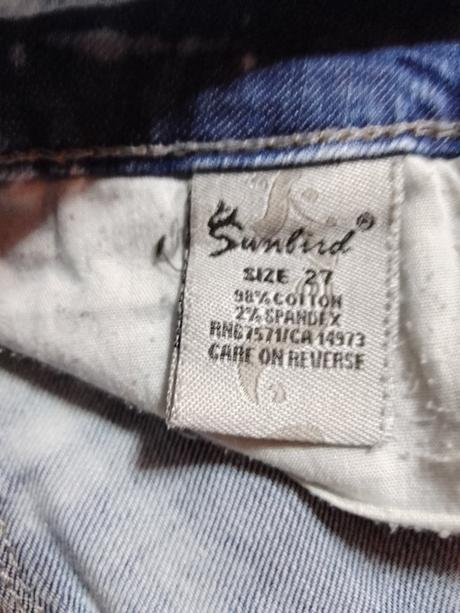 Sunbird®
SIZE 27
98% COTTON
2% SPANDEX
RN67571/CA 14973
CARE ON REVERSE